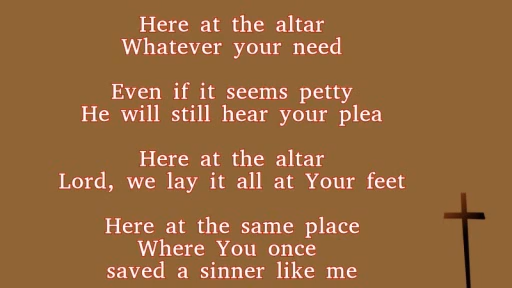 Here at the altar
Whatever your need
Even if it seems petty
He will still hear your plea
Here at the altar
Lord, we lay it all at Your feet
Here at the same place
Where You once
saved a sinner like me